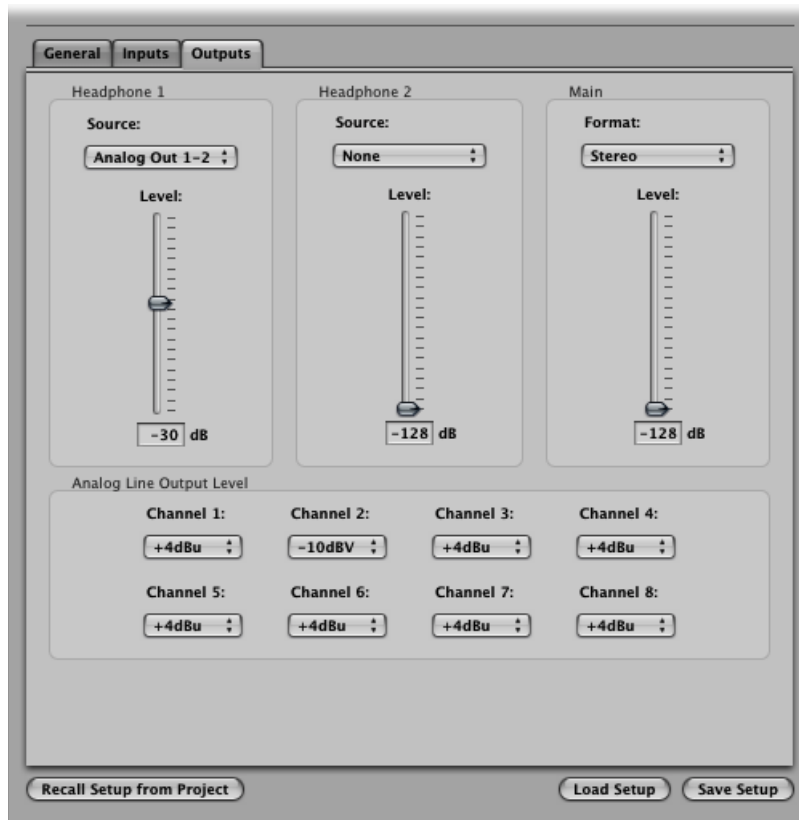 General Inputs Outputs
Headphone 1 Headphone 2 Main
Source: Source: Format:
Analog Out 1-2 None Stereo
Level: Level: Level:
-30 dB -128 dB -128 dB
Analog Line Output Level
Channel 1: Channel 2: Channel 3: Channel 4:
+4dBu -10dBV +4dBu +4dBu
Channel 5: Channel 6: Channel 7: Channel 8:
+4dBu +4dBu +4dBu +4dBu
Recall Setup from Project Load Setup Save Setup